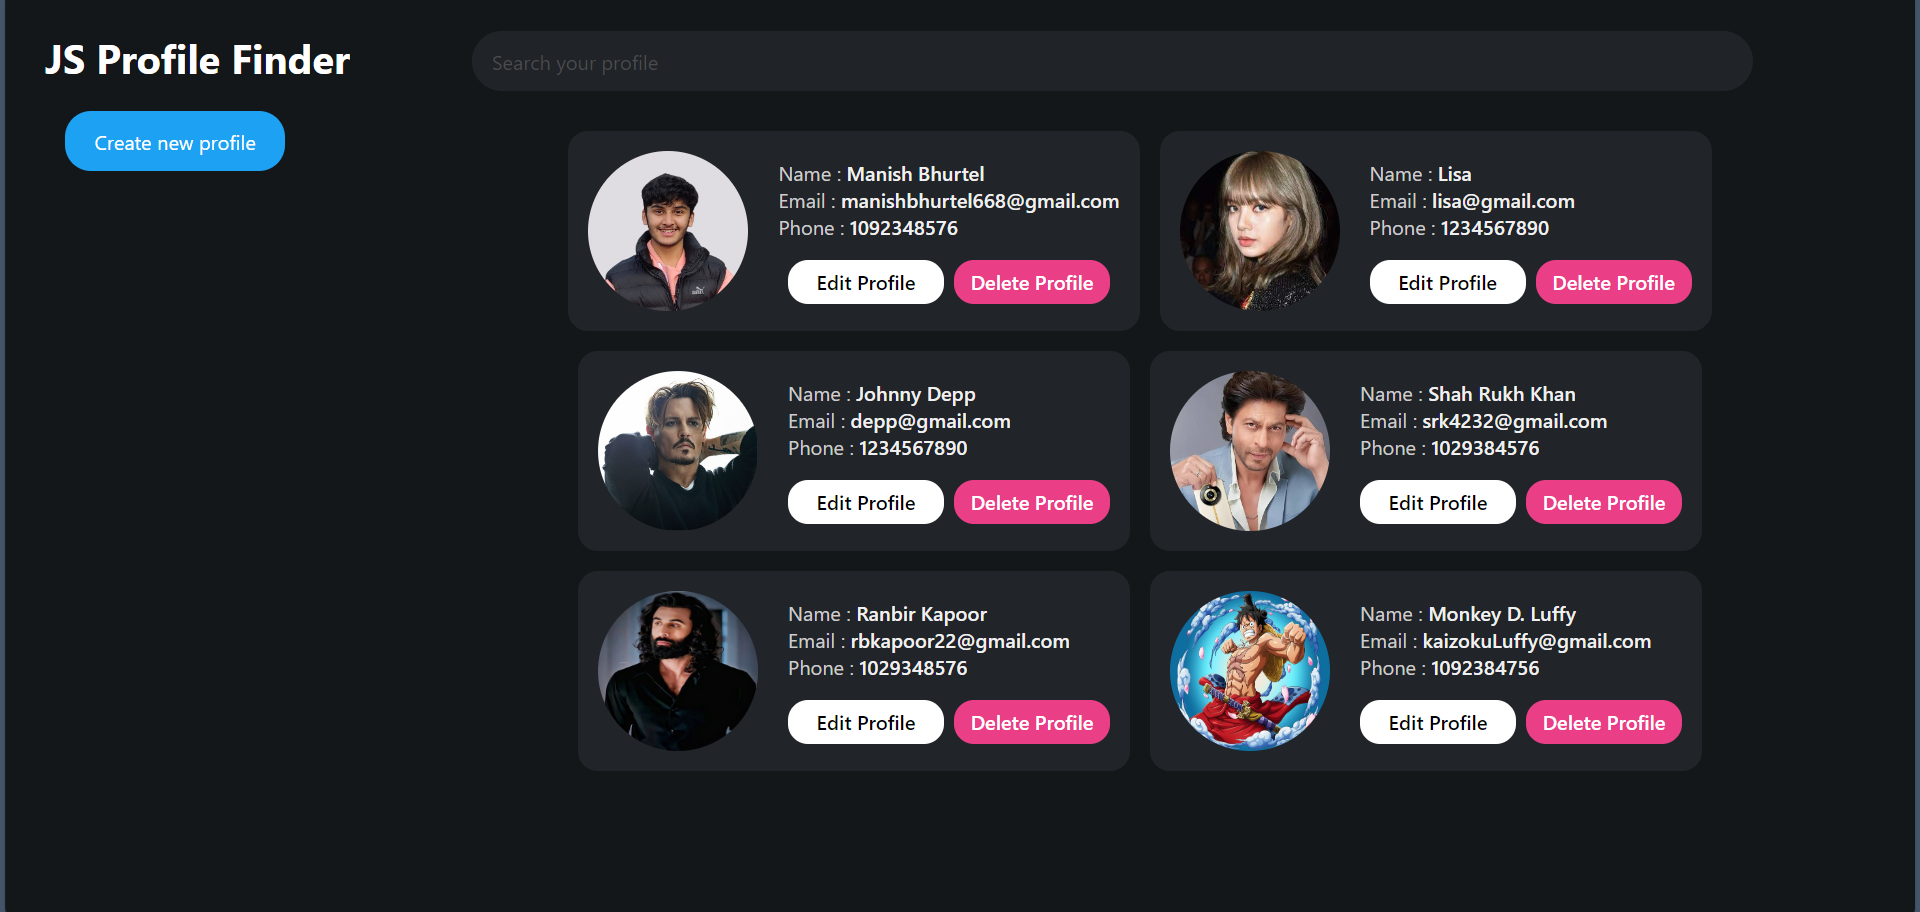 JS Profile Finder
Search your profile
Create new profile
Name : Manish Bhurtel
Email : manishbhurtel668@gmail.com
Phone : 1092348576
Edit Profile
Delete Profile
Name : Lisa
Email : lisa@gmail.com
Phone : 1234567890
Edit Profile
Delete Profile
Name : Johnny Depp
Email : depp@gmail.com
Phone : 1234567890
Edit Profile
Delete Profile
Name : Shah Rukh Khan
Email : srk4232@gmail.com
Phone : 1029384576
Edit Profile
Delete Profile
Name : Ranbir Kapoor
Email : rbkapoor22@gmail.com
Phone : 1029348576
Edit Profile
Delete Profile
Name : Monkey D. Luffy
Email : kaizokuLuffy@gmail.com
Phone : 1092384756
Edit Profile
Delete Profile